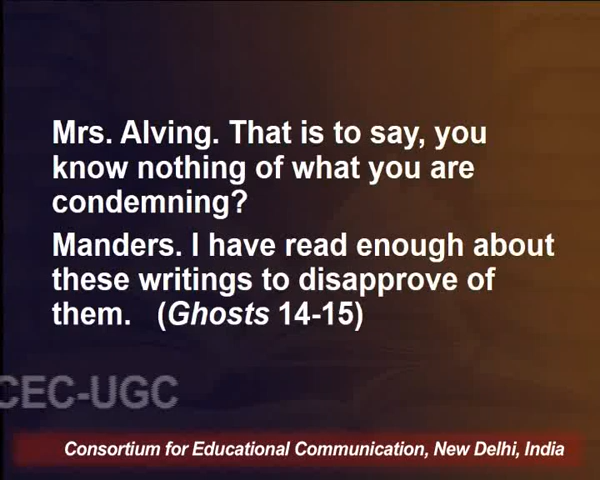 Mrs. Alving. That is to say, you
know nothing of what you are
condemning?
Manders. I have read enough about
these writings to disapprove of
them. (Ghosts 14-15)
CEC-UGC
Consortium for Educational Communication, New Delhi, India